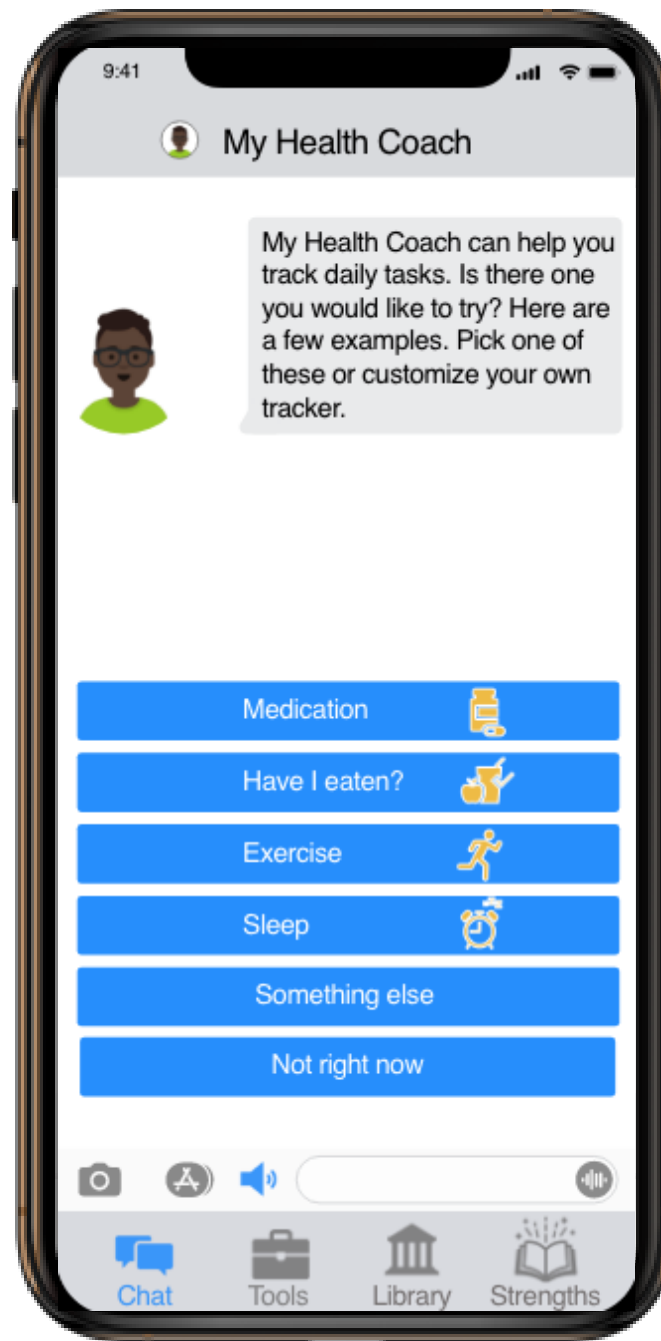 9:41
My Health Coach
My Health Coach can help you
track daily tasks. Is there one
you would like to try? Here are
a few examples. Pick one of
these or customize your own
tracker.
Medication
Have I eaten?
Exercise
Sleep
Something else
Not right now
Chat
Tools
Library
Strengths